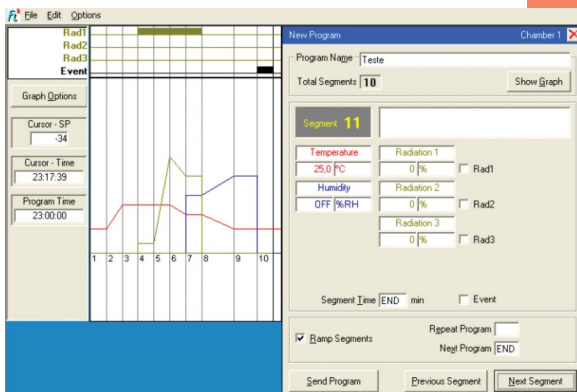 File Edit Options
Rad1
Rad2
Rad3
Event
Graph Options
Cursor - SP
-34
Cursor - Time
23:17:39
Program Time
23:00:00
1 2 3 4 5 6 7 8 9 10
New Program Chamber 1
Program Name Teste
Total Segments 10 Show Graph
Segment 11
Temperature Radiation 1
25,0 ºC 0 % Rad1
Humidity Radiation 2
OFF %RH 0 % Rad2
Radiation 3
0 % Rad3
Segment Time END min Event
Ramp Segments Repeat Program
Next Program END
Send Program Previous Segment Next Segment